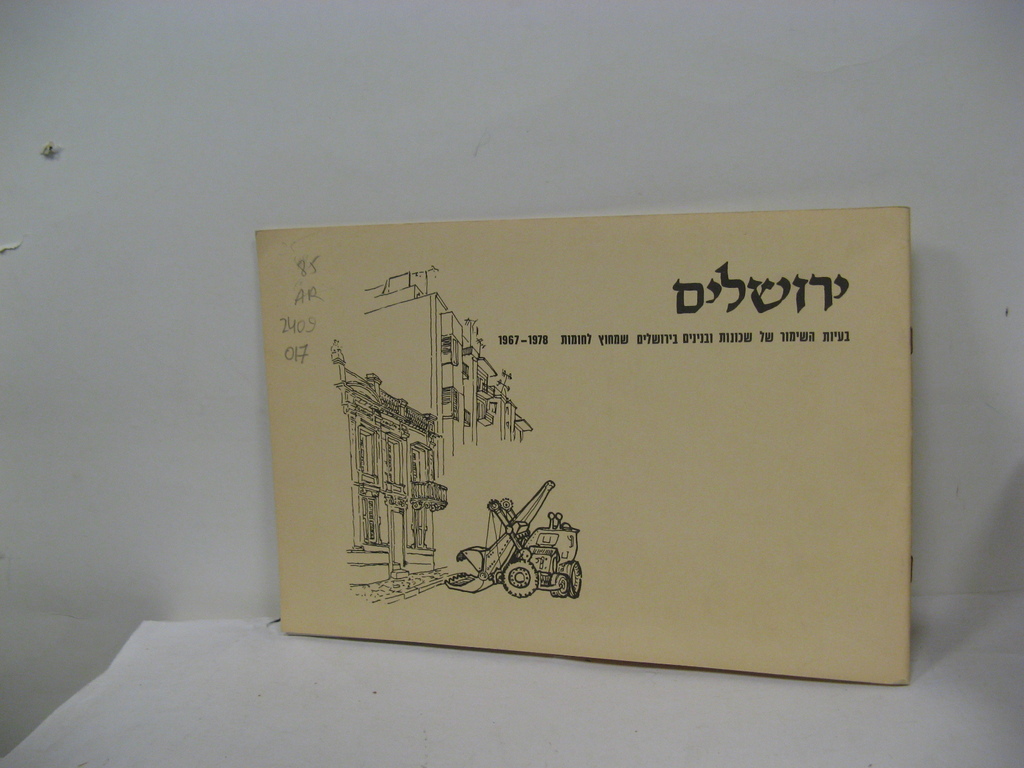 ירושלים
בעיות השימור של שכונות ובנינים בירושלים שמחוץ לחומות 1967–1978
85
AR
2409
017